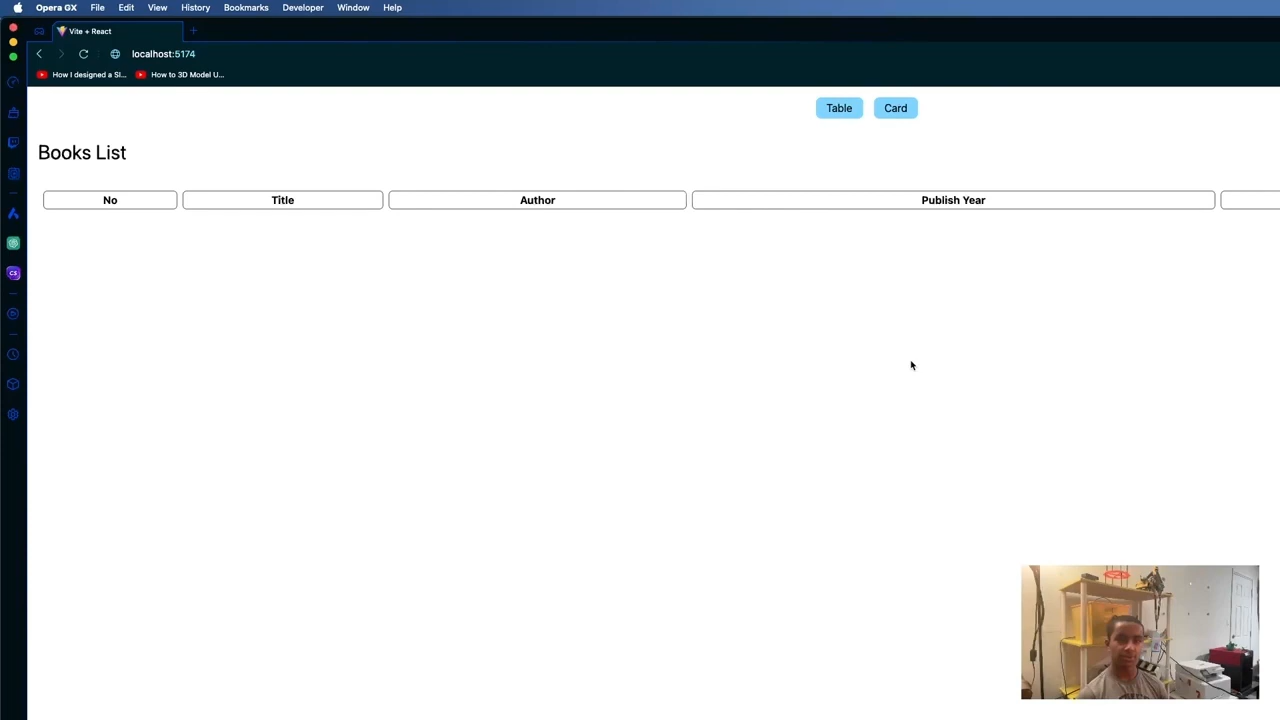 Opera GX File Edit View History Bookmarks Developer Window Help
Vite + React
localhost:5174
How I designed a Sl... How to 3D Model U...
Table Card
Books List
No Title Author Publish Year
CS